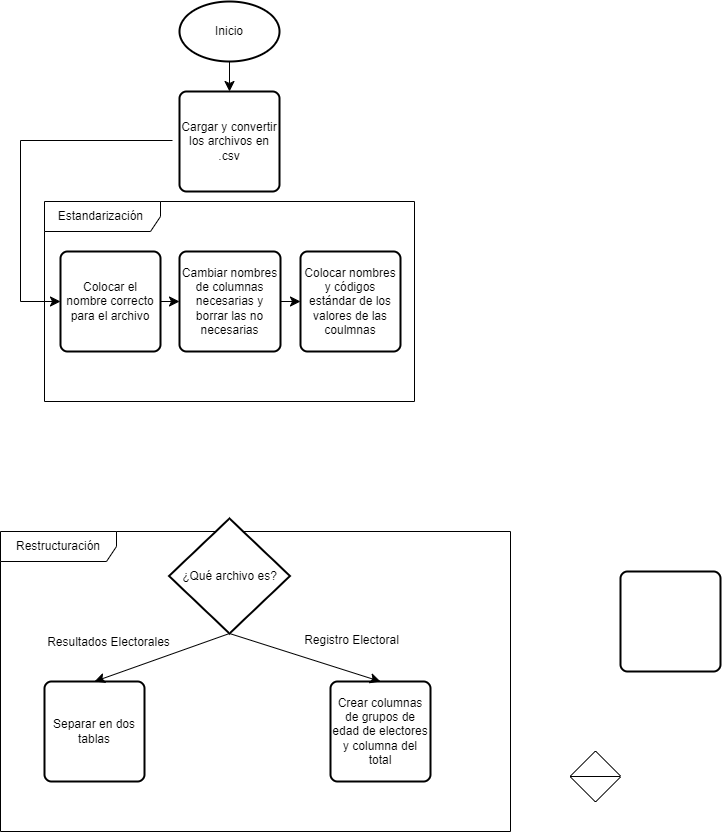 Inicio
Cargar y convertir
los archivos en
.csv
Estandarización
Colocar el
nombre correcto
para el archivo
Cambiar nombres
de columnas
necesarias y
borrar las no
necesarias
Colocar nombres
y códigos
estándar de los
valores de las
coulmnas
Restructuración
¿Qué archivo es?
Resultados Electorales
Registro Electoral
Separar en dos
tablas
Crear columnas
de grupos de
edad de electores
y columna del
total